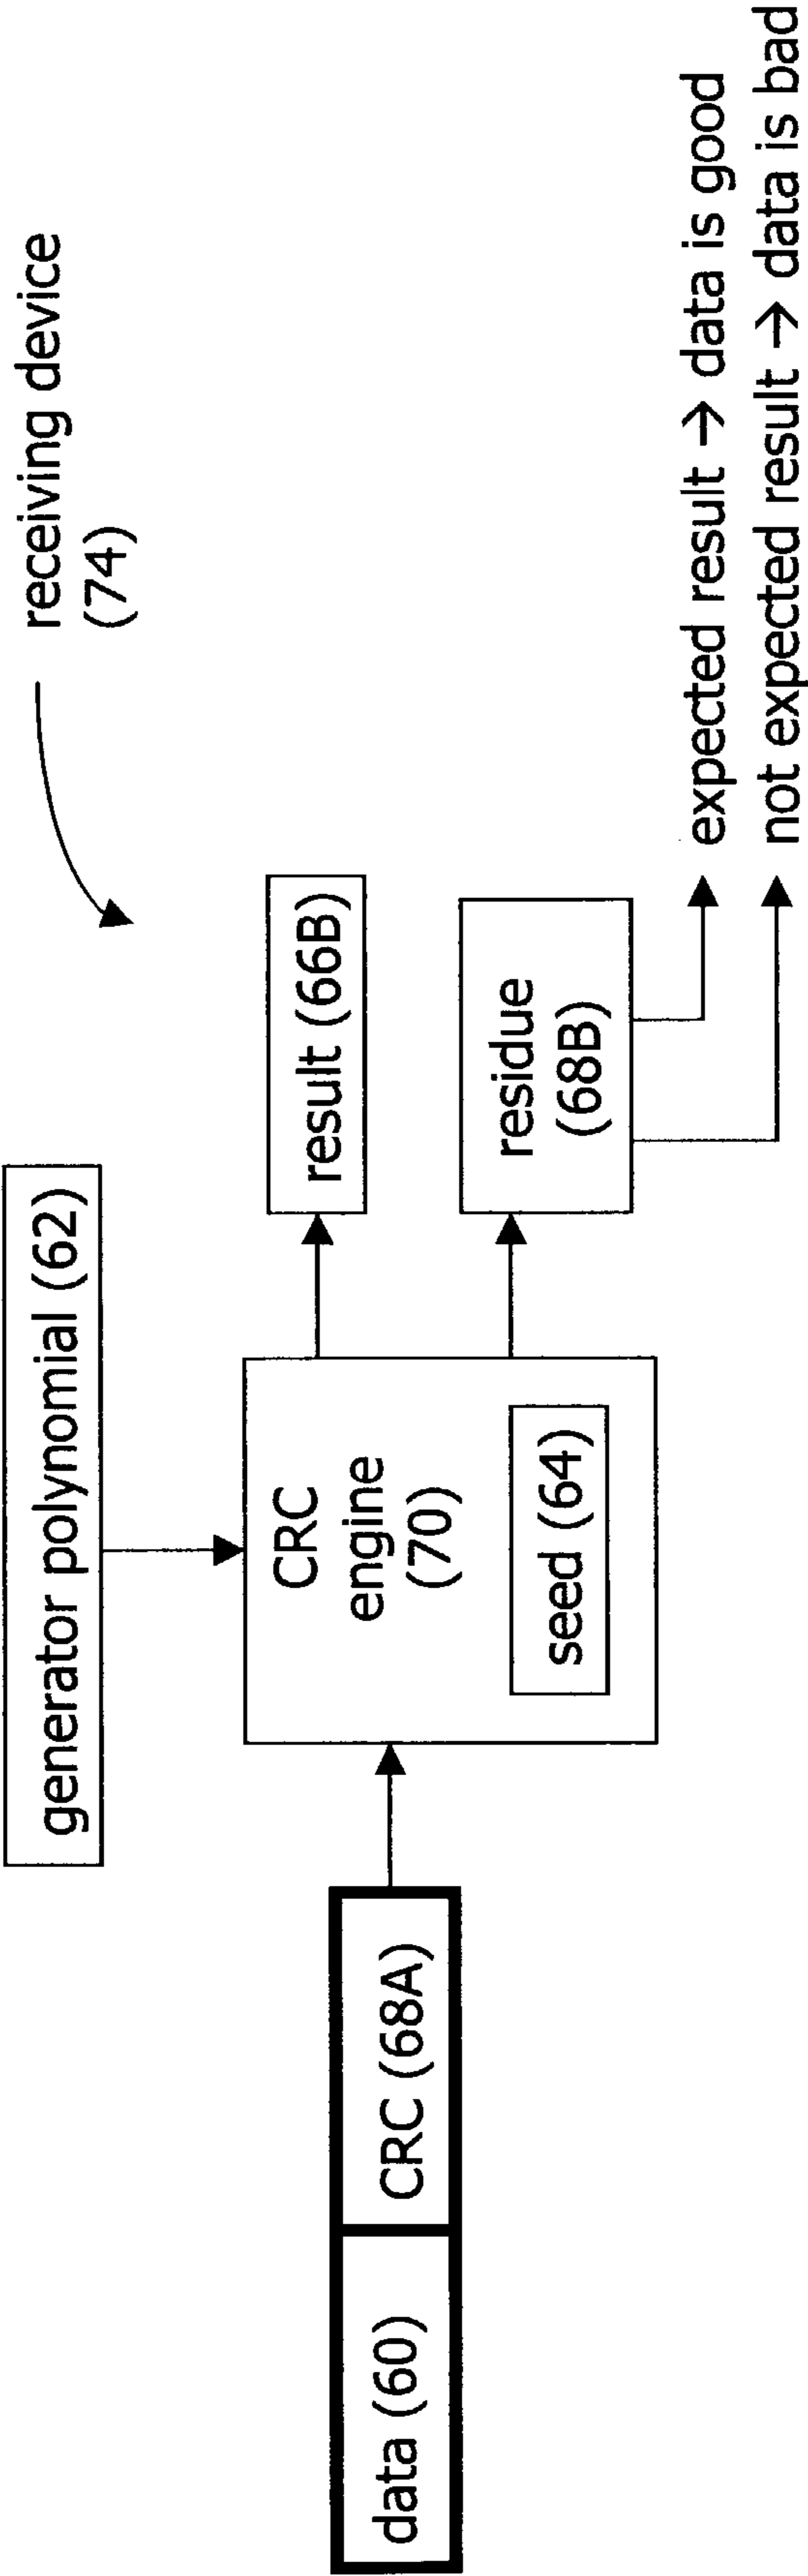 receiving device
(74)
generator polynomial (62)
result (66B)
CRC
engine
(70)
residue
(68B)
seed (64)
data (60)
CRC (68A)
expected result → data is good
not expected result → data is bad